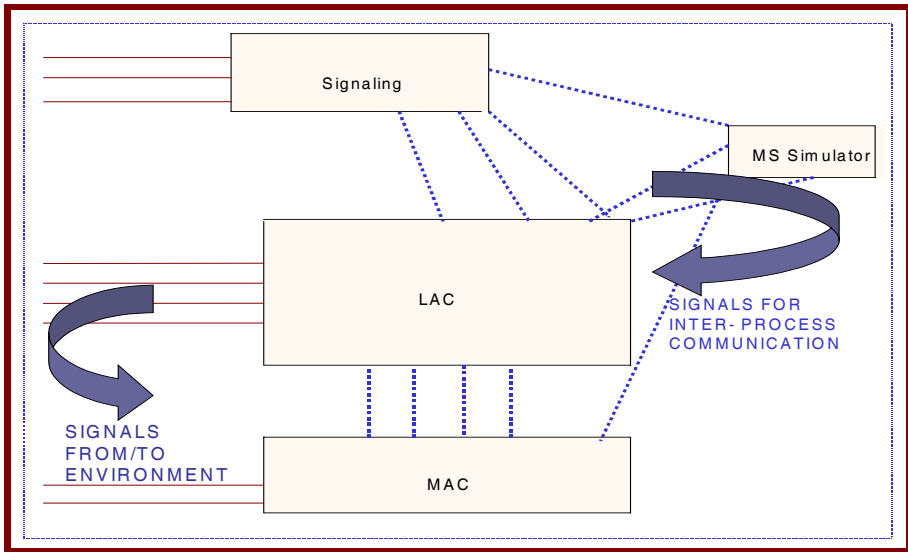 Signaling
MS Simulator
LAC
SIGNALS FOR
INTER- PROCESS
COMMUNICATION
SIGNALS
FROM/TO
ENVIRONMENT
MAC